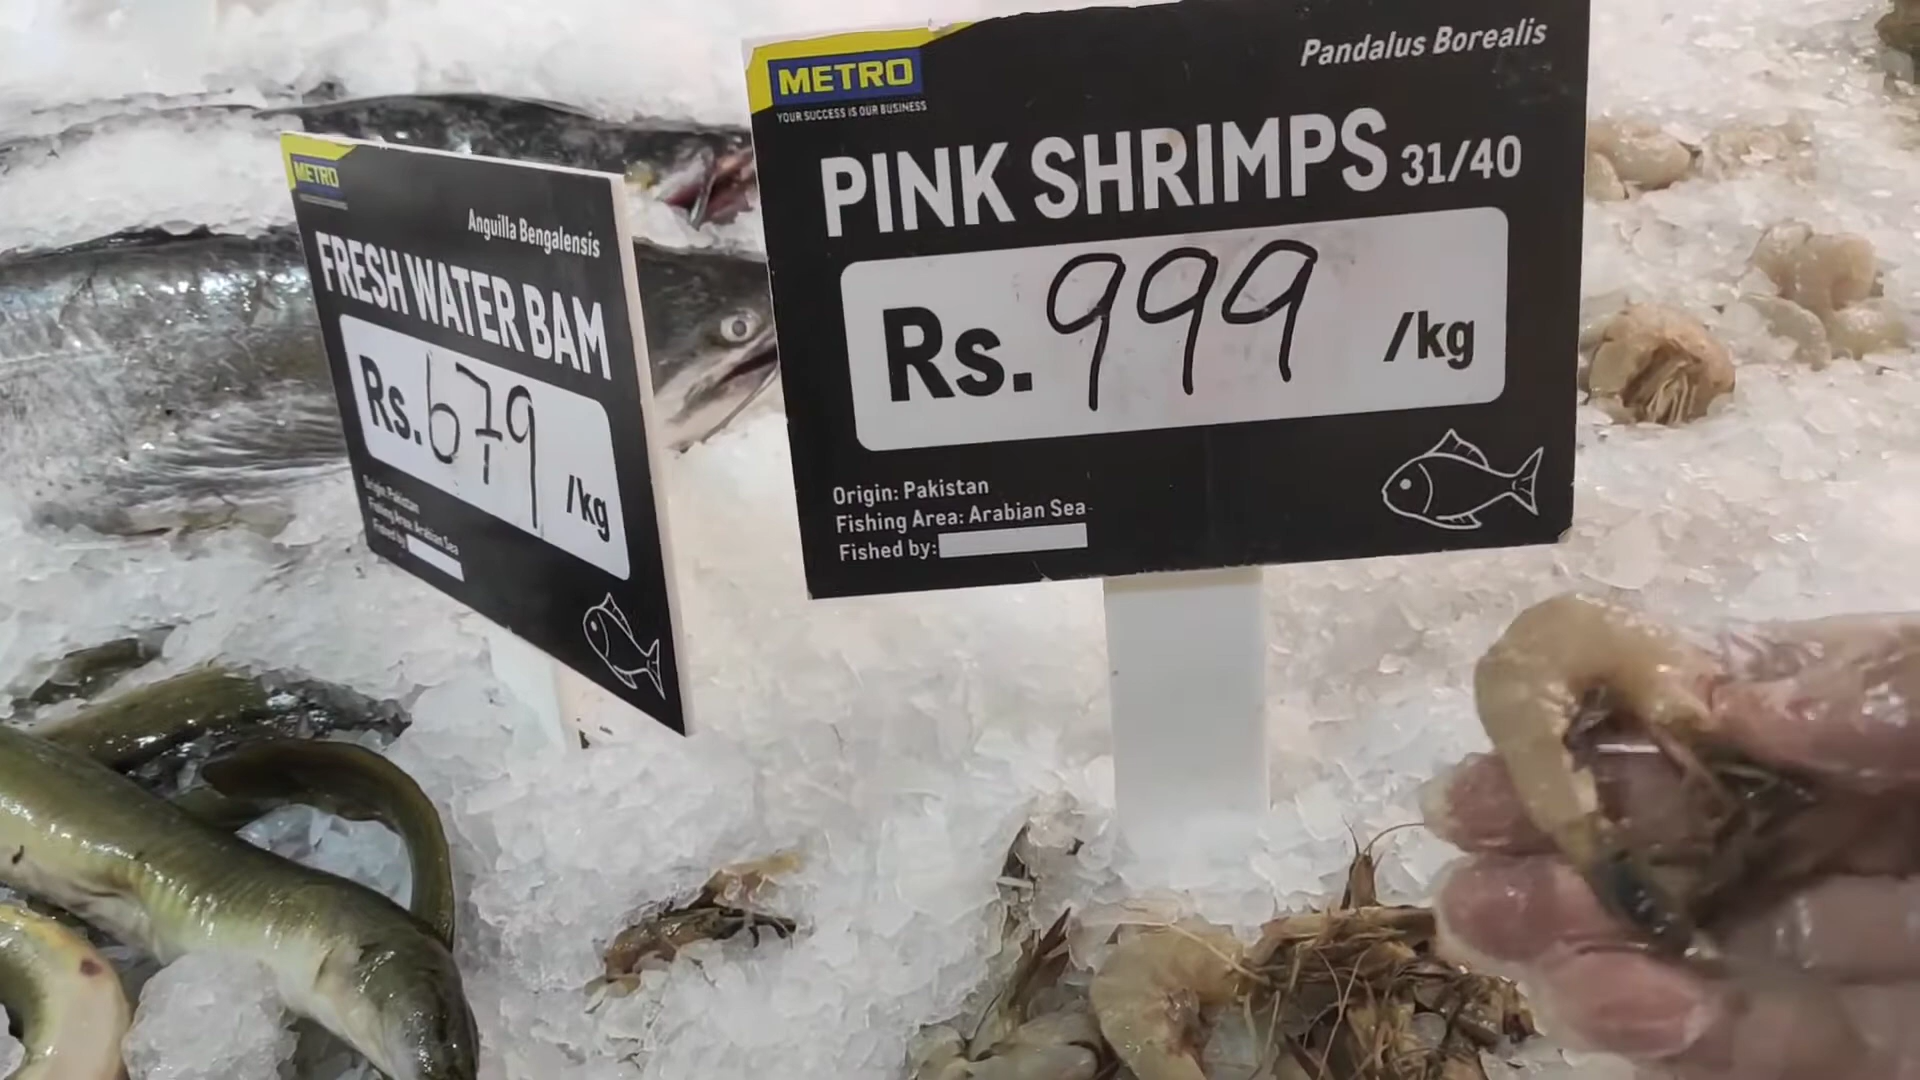 METRO
Anguilla Bengalensis
FRESH WATER BAM
Rs. 679 /kg
Origin: Pakistan
Fishing Area: Arabian Sea
Fished by:
METRO
YOUR SUCCESS IS OUR BUSINESS
Pandalus Borealis
PINK SHRIMPS 31/40
Rs. 999 /kg
Origin: Pakistan
Fishing Area: Arabian Sea
Fished by: